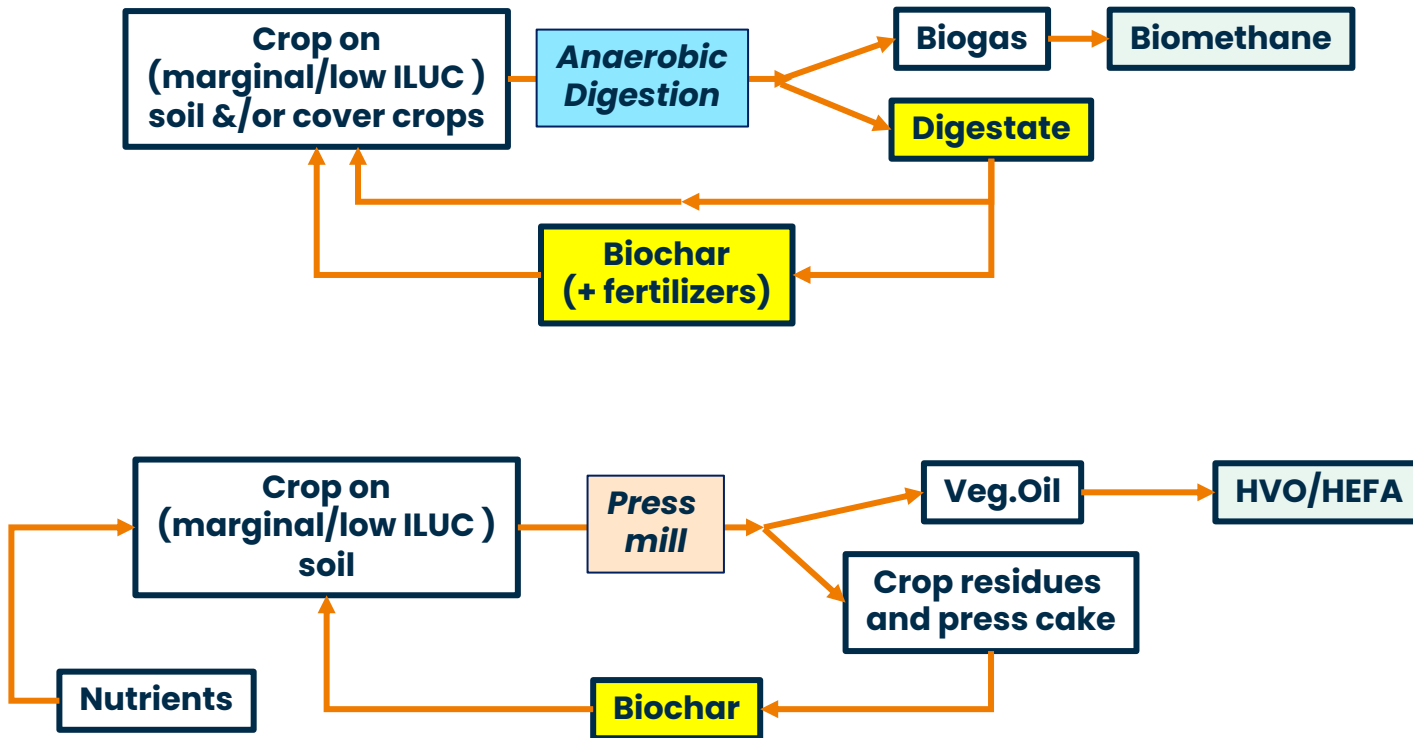 Crop on
(marginal/low ILUC )
soil &/or cover crops
Anaerobic
Digestion
Biogas
Biomethane
Digestate
Biochar
(+ fertilizers)
Crop on
(marginal/low ILUC )
soil
Press
mill
Veg.Oil
HVO/HEFA
Crop residues
and press cake
Nutrients
Biochar